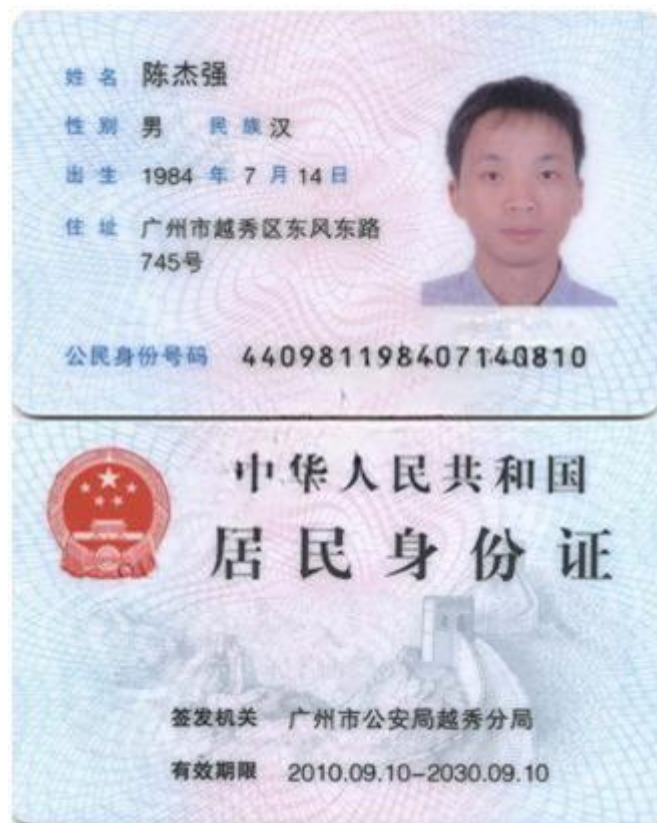 姓名 陈杰强
性别 男 民族 汉
出生 1984 年 7 月 14 日
住址 广州市越秀区东风东路
745号
公民身份号码 440981198407140810
中华人民共和国
居民身份证
签发机关 广州市公安局越秀分局
有效期限 2010.09.10-2030.09.10